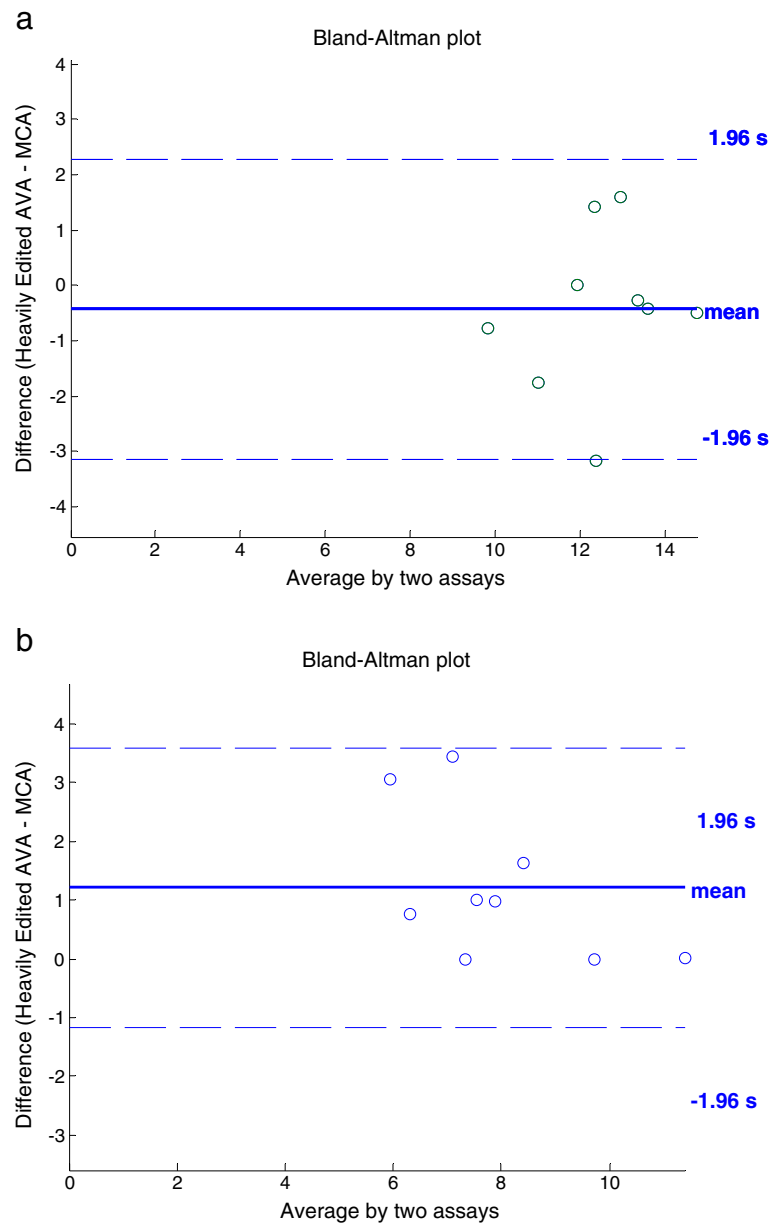 a
Bland-Altman plot
4
3
1.96 s
2
1
0
mean
-1
-2
-1.96 s
-3
-4
0 2 4 6 8 10 12 14
Average by two assays
Difference (Heavily Edited AVA - MCA)
b
Bland-Altman plot
4
3
1.96 s
2
mean
1
0
-1
-2
-1.96 s
-3
0 2 4 6 8 10
Average by two assays
Difference (Heavily Edited AVA - MCA)